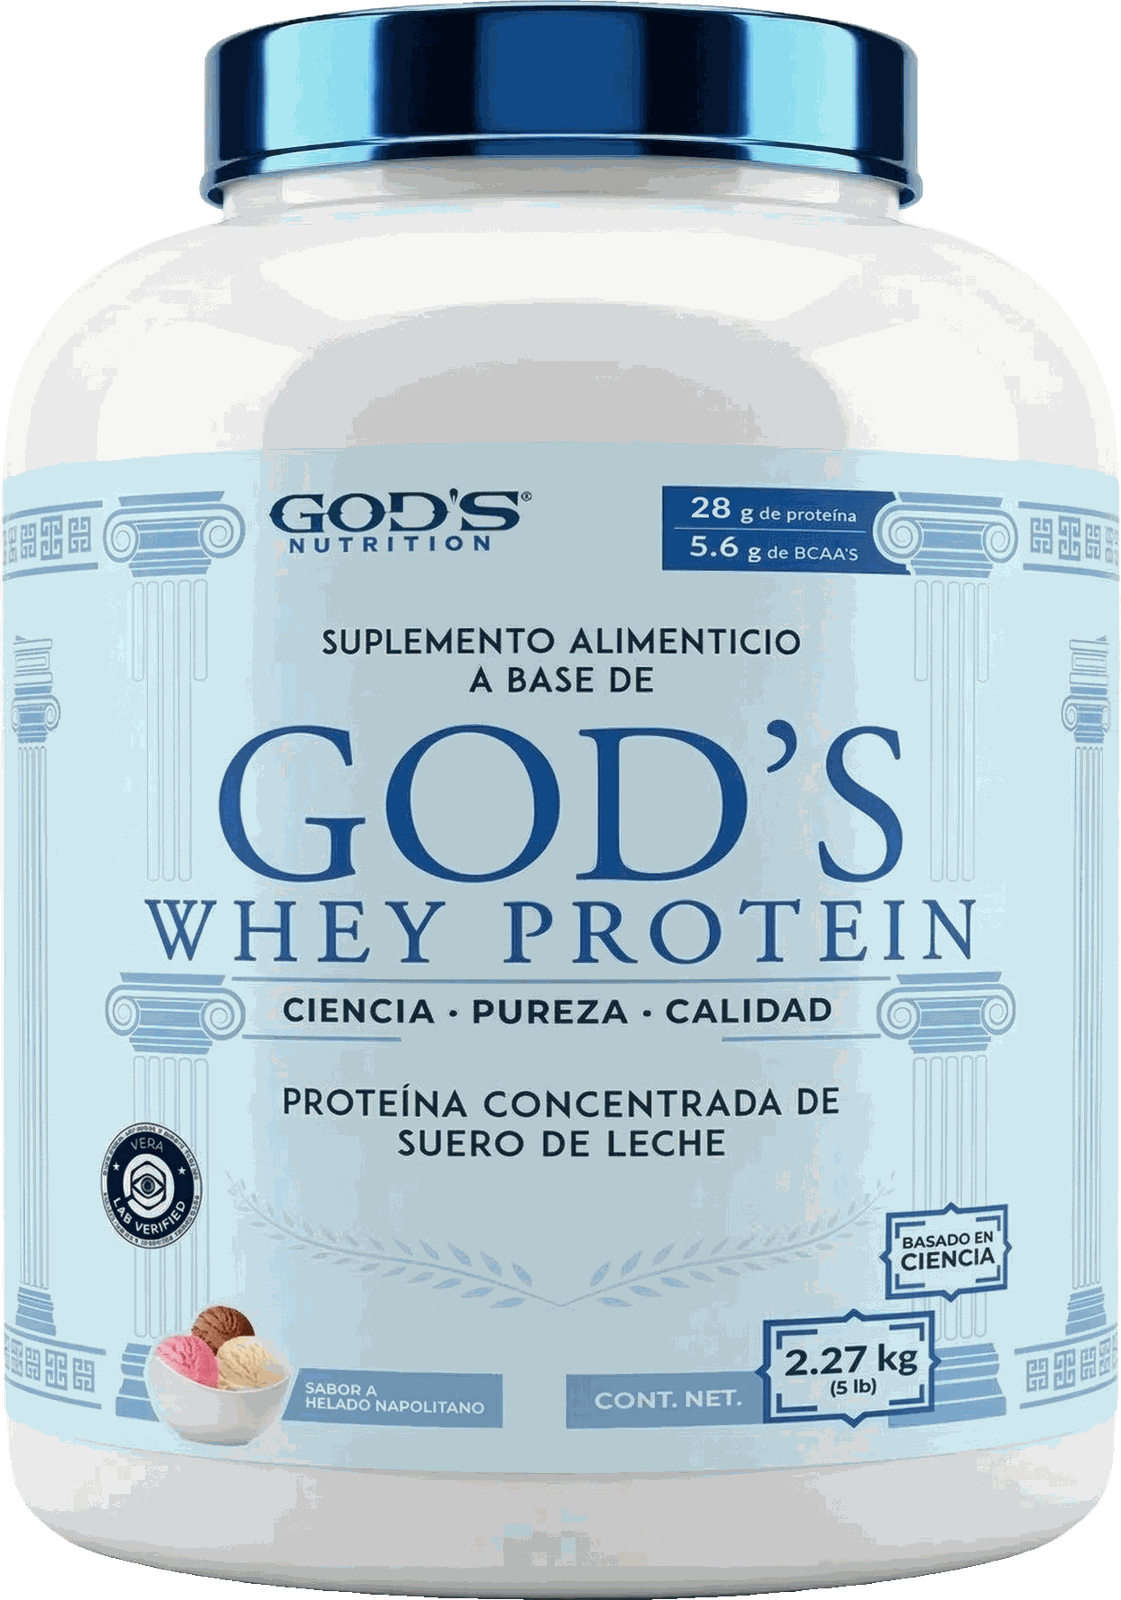 GOD'S®
NUTRITION
28 g de proteína
5.6 g de BCAA'S
SUPLEMENTO ALIMENTICIO
A BASE DE
GOD'S
WHEY PROTEIN
CIENCIA · PUREZA · CALIDAD
PROTEÍNA CONCENTRADA DE
SUERO DE LECHE
VERA
LAB VERIFIED
BASADO EN
CIENCIA
SABOR A
HELADO NAPOLITANO
CONT. NET.
2.27 kg
(5 lb)